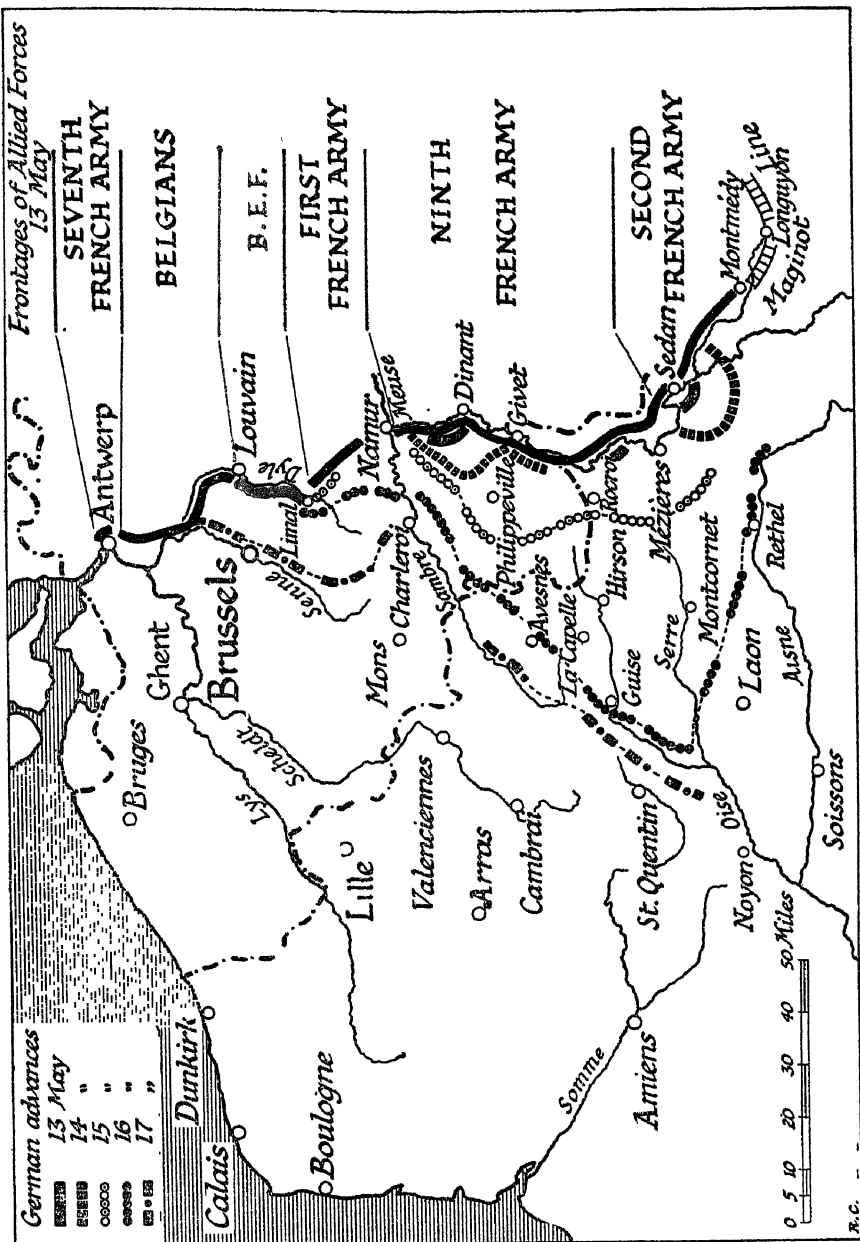 German advances
13 May
14 "
15 "
16 "
17 "
Frontages of Allied Forces
13 May
SEVENTH
FRENCH ARMY
BELGIANS
B.E.F.
FIRST
FRENCH ARMY
NINTH
FRENCH ARMY
SECOND
FRENCH ARMY
Antwerp
Bruges
Ghent
Dunkirk
Calais
Boulogne
Louvain
Brussels
Dyle
Senne
Limal
Scheldt
Lys
Lille
Namur
Meuse
Dinant
Givet
Charleroi
Sambre
Mons
Philippeville
Valenciennes
Arras
Cambrai
Avesnes
La Capelle
Hirson
Rocroi
Mézières
Sedan
Montmédy
Longuyon
Maginot Line
Guise
Serre
Montcornet
Rethel
Aisne
Laon
St. Quentin
Oise
Noyon
Soissons
Somme
Amiens
0 5 10 20 30 40 50 Miles
R.C.